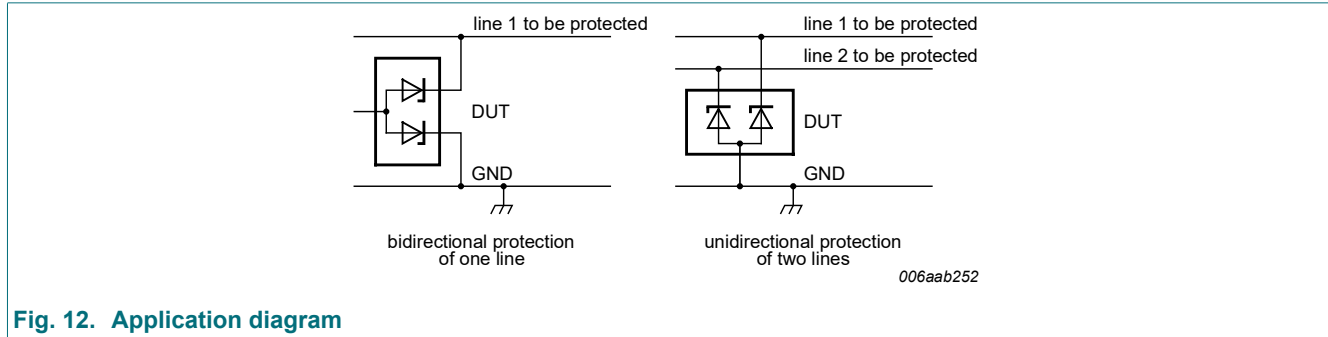 line 1 to be protected
DUT
GND
bidirectional protection
of one line
line 1 to be protected
line 2 to be protected
DUT
GND
unidirectional protection
of two lines
006aab252
Fig. 12. Application diagram